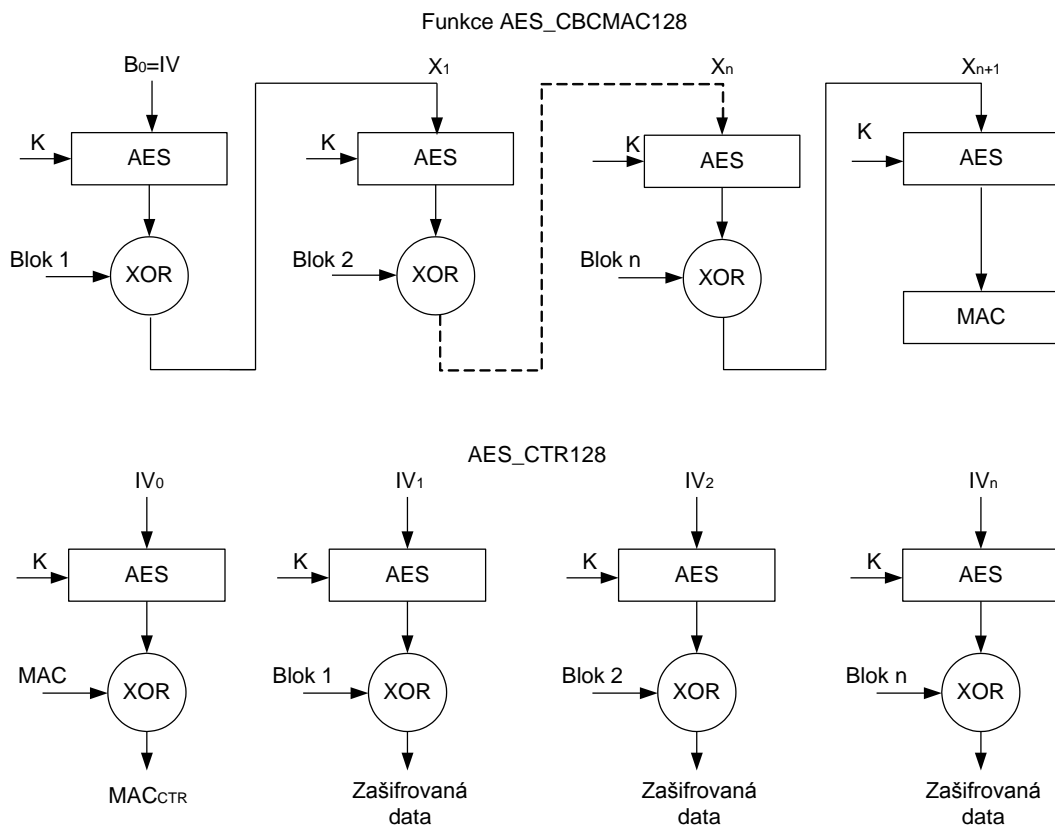 Funkce AES_CBCMAC128
B0=IV
X1
Xn
Xn+1
K
AES
K
AES
K
AES
K
AES
Blok 1
XOR
Blok 2
XOR
Blok n
XOR
MAC
AES_CTR128
IV0
IV1
IV2
IVn
K
AES
K
AES
K
AES
K
AES
MAC
XOR
Blok 1
XOR
Blok 2
XOR
Blok n
XOR
MACCTR
Zašifrovaná
data
Zašifrovaná
data
Zašifrovaná
data